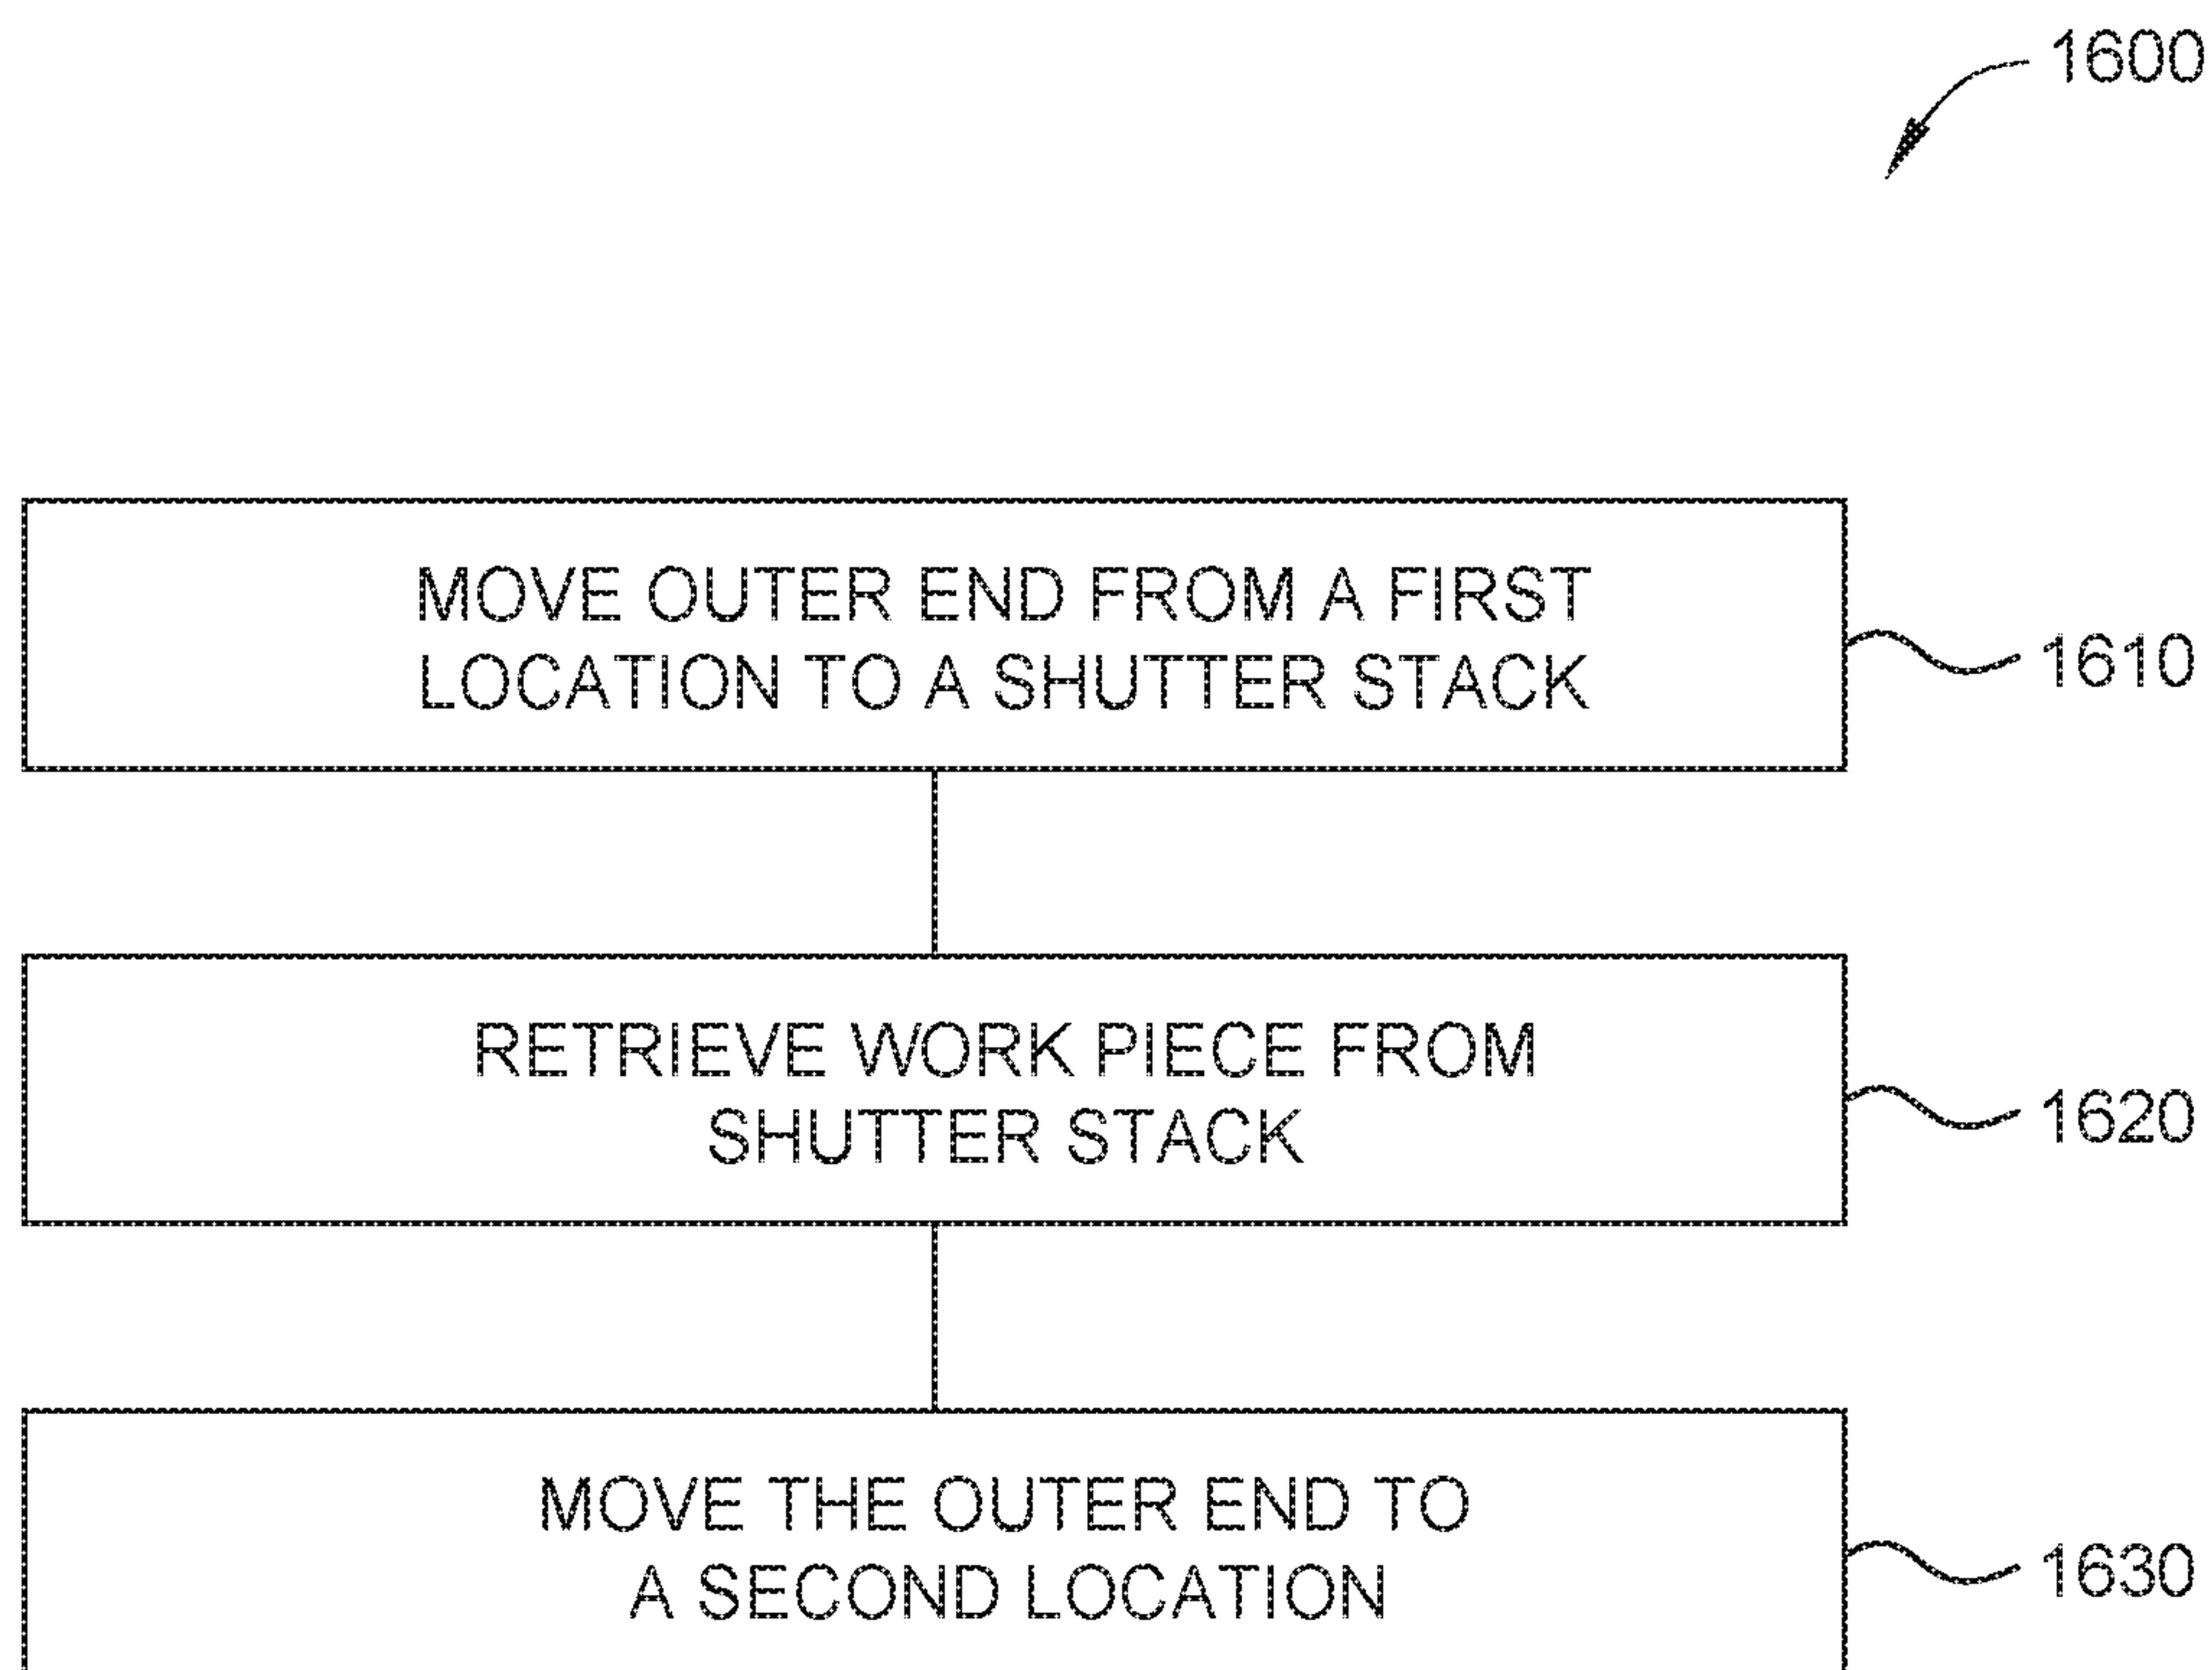 1600
MOVE OUTER END FROM A FIRST
LOCATION TO A SHUTTER STACK
1610
RETRIEVE WORK PIECE FROM
SHUTTER STACK
1620
MOVE THE OUTER END TO
A SECOND LOCATION
1630